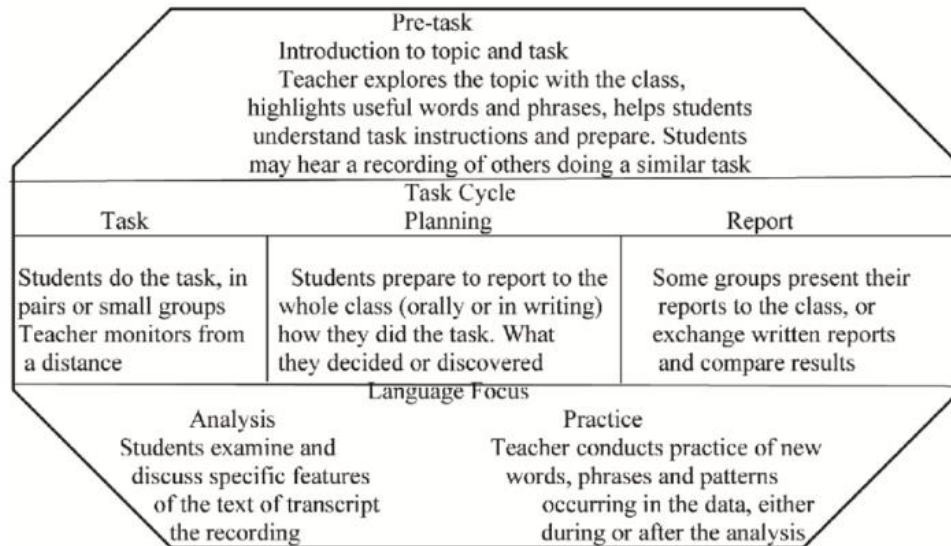 Pre-task
Introduction to topic and task
Teacher explores the topic with the class,
highlights useful words and phrases, helps students
understand task instructions and prepare. Students
may hear a recording of others doing a similar task
Task Cycle
Task
Planning
Report
Students do the task, in
pairs or small groups
Teacher monitors from
a distance
Students prepare to report to the
whole class (orally or in writing)
how they did the task. What
they decided or discovered
Some groups present their
reports to the class, or
exchange written reports
and compare results
Language Focus
Analysis
Students examine and
discuss specific features
of the text of transcript
the recording
Practice
Teacher conducts practice of new
words, phrases and patterns
occurring in the data, either
during or after the analysis